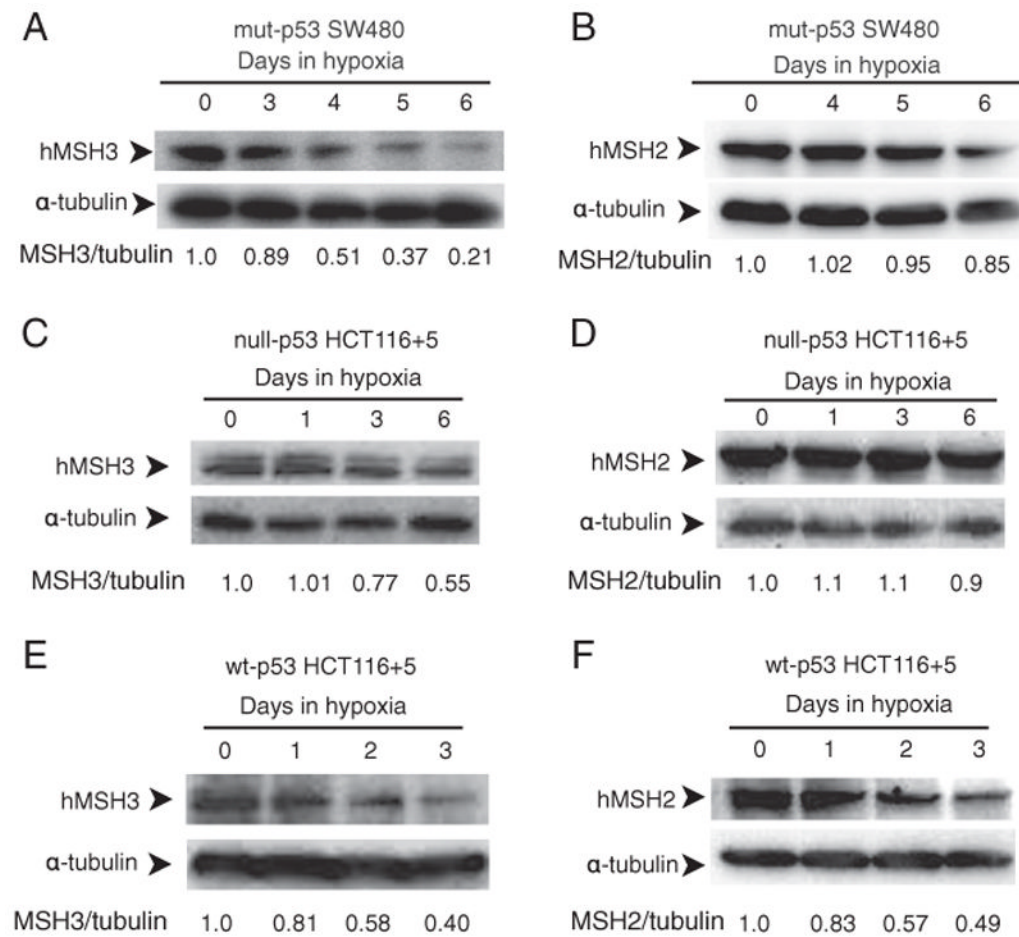 A
mut-p53 SW480
Days in hypoxia
0 3 4 5 6
hMSH3
α-tubulin
MSH3/tubulin 1.0 0.89 0.51 0.37 0.21
B
mut-p53 SW480
Days in hypoxia
0 4 5 6
hMSH2
α-tubulin
MSH2/tubulin 1.0 1.02 0.95 0.85
C
null-p53 HCT116+5
Days in hypoxia
0 1 3 6
hMSH3
α-tubulin
MSH3/tubulin 1.0 1.01 0.77 0.55
D
null-p53 HCT116+5
Days in hypoxia
0 1 3 6
hMSH2
α-tubulin
MSH2/tubulin 1.0 1.1 1.1 0.9
E
wt-p53 HCT116+5
Days in hypoxia
0 1 2 3
hMSH3
α-tubulin
MSH3/tubulin 1.0 0.81 0.58 0.40
F
wt-p53 HCT116+5
Days in hypoxia
0 1 2 3
hMSH2
α-tubulin
MSH2/tubulin 1.0 0.83 0.57 0.49